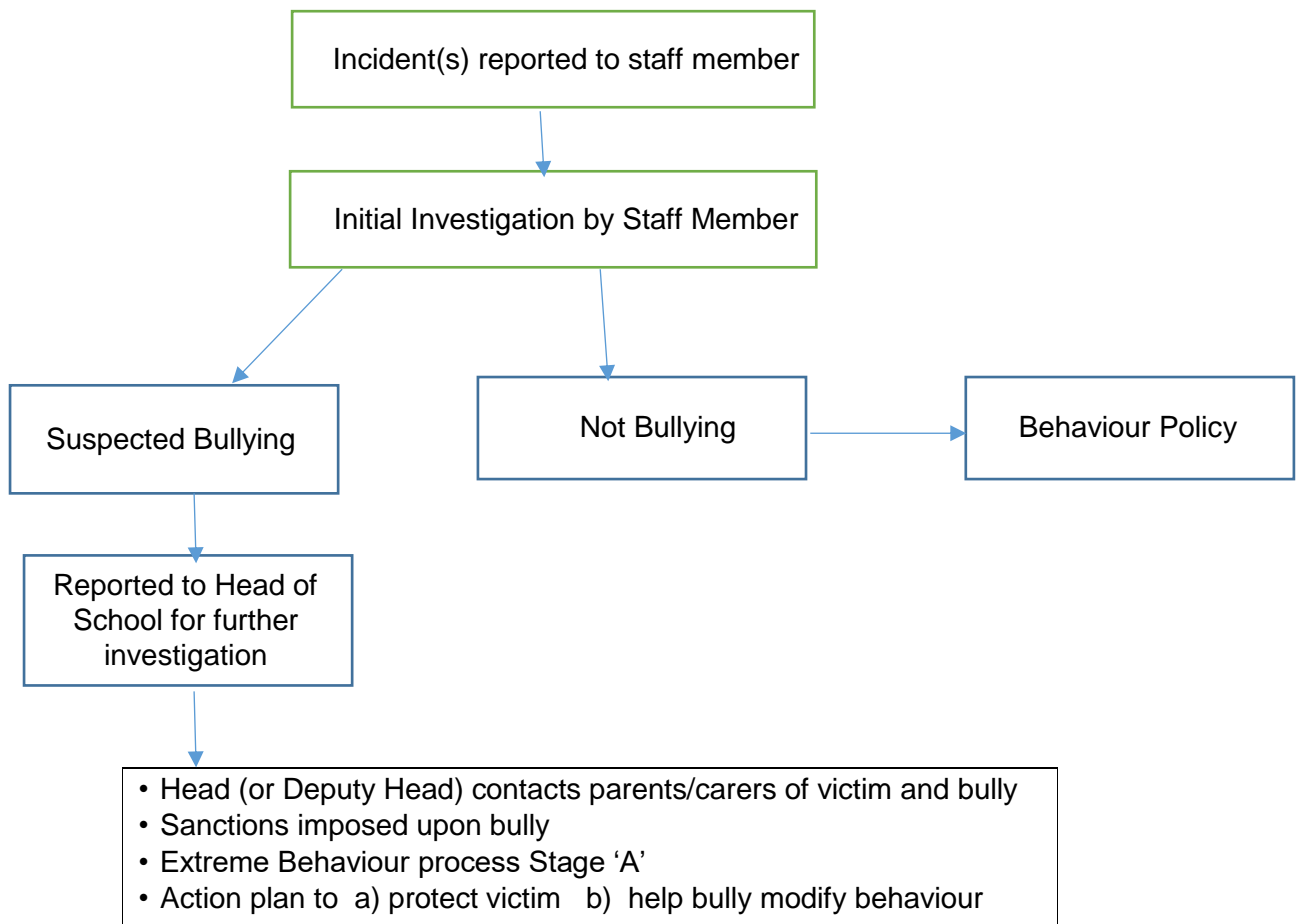 Incident(s) reported to staff member
Initial Investigation by Staff Member
Suspected Bullying
Not Bullying
Behaviour Policy
Reported to Head of
School for further
investigation
• Head (or Deputy Head) contacts parents/carers of victim and bully
• Sanctions imposed upon bully
• Extreme Behaviour process Stage ‘A’
• Action plan to a) protect victim b) help bully modify behaviour